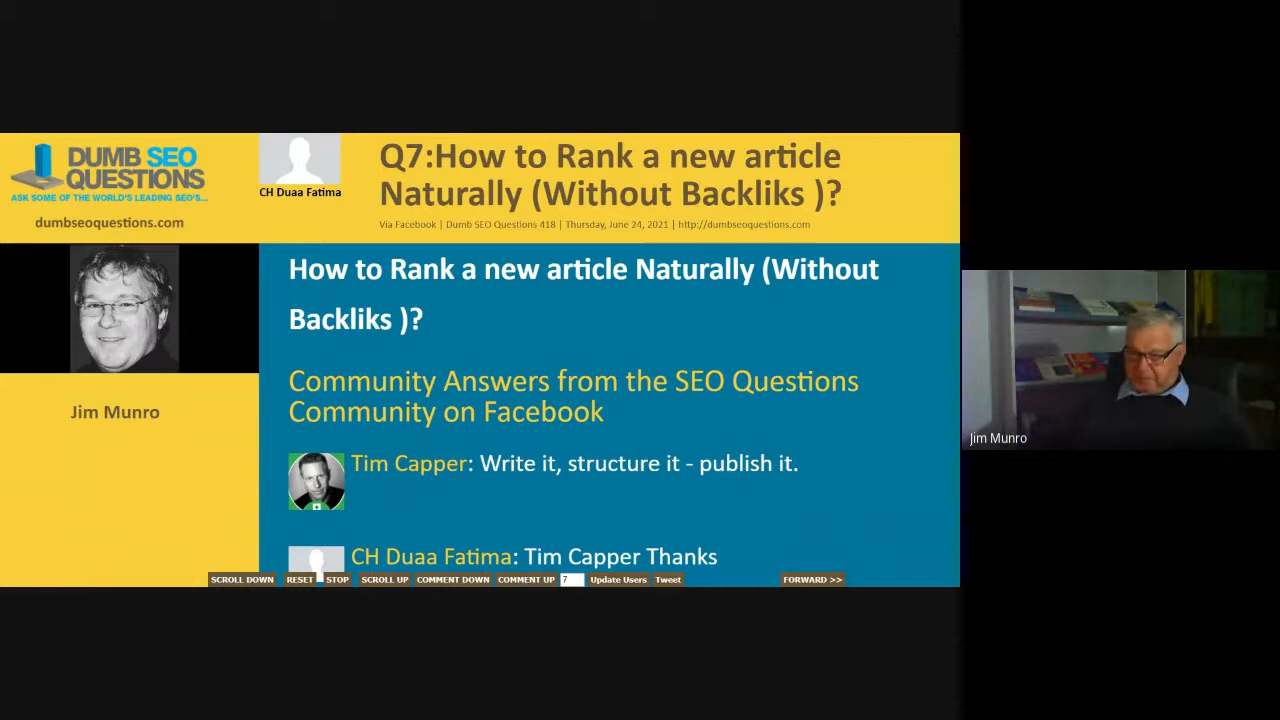 DUMB SEO
QUESTIONS
ASK SOME OF THE WORLD'S LEADING SEO'S...
dumbseoquestions.com
CH Duaa Fatima
Q7:How to Rank a new article
Naturally (Without Backliks )?
Via Facebook | Dumb SEO Questions 418 | Thursday, June 24, 2021 | http://dumbseoquestions.com
Jim Munro
How to Rank a new article Naturally (Without
Backliks )?
Community Answers from the SEO Questions
Community on Facebook
Tim Capper: Write it, structure it - publish it.
CH Duaa Fatima: Tim Capper Thanks
SCROLL DOWN RESET STOP SCROLL UP COMMENT DOWN COMMENT UP 7 Update Users Tweet FORWARD >>
Jim Munro